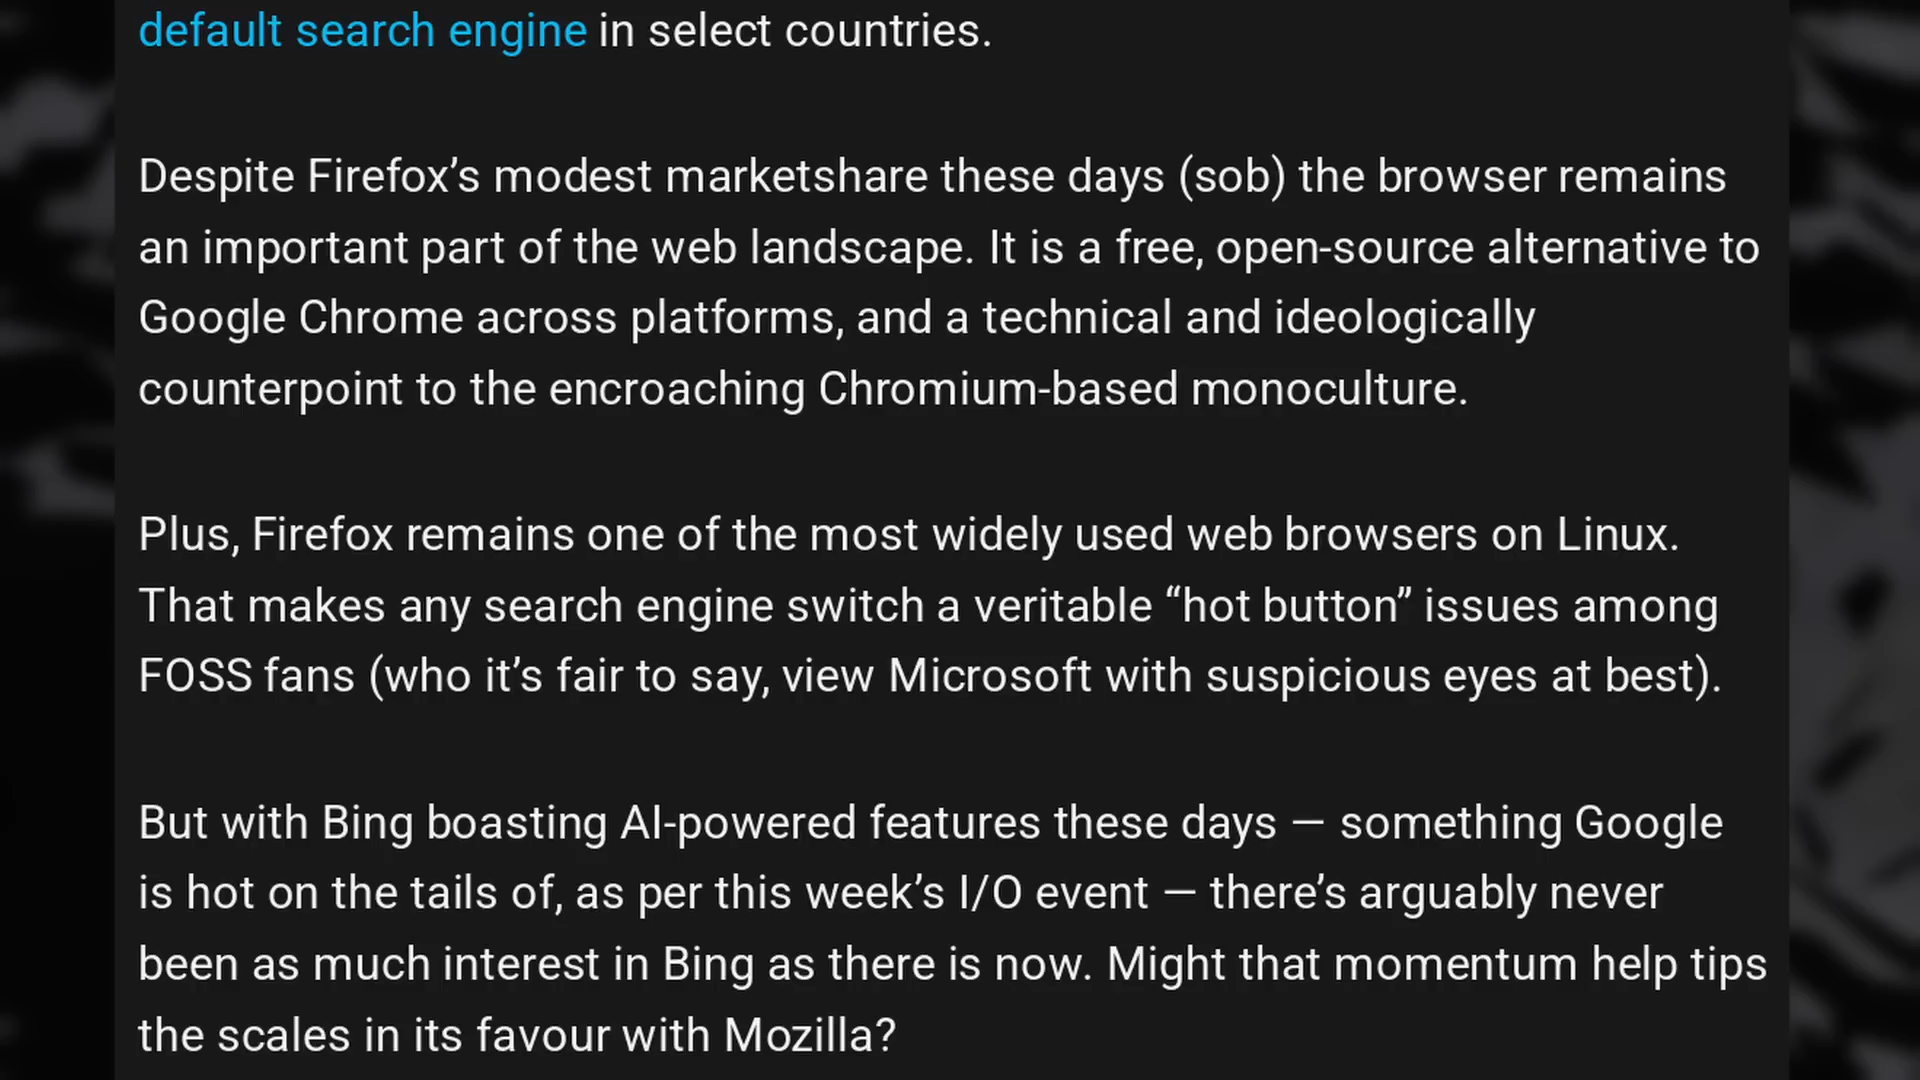 default search engine in select countries.
Despite Firefox’s modest marketshare these days (sob) the browser remains
an important part of the web landscape. It is a free, open-source alternative to
Google Chrome across platforms, and a technical and ideologically
counterpoint to the encroaching Chromium-based monoculture.
Plus, Firefox remains one of the most widely used web browsers on Linux.
That makes any search engine switch a veritable “hot button” issues among
FOSS fans (who it’s fair to say, view Microsoft with suspicious eyes at best).
But with Bing boasting AI-powered features these days — something Google
is hot on the tails of, as per this week’s I/O event — there’s arguably never
been as much interest in Bing as there is now. Might that momentum help tips
the scales in its favour with Mozilla?